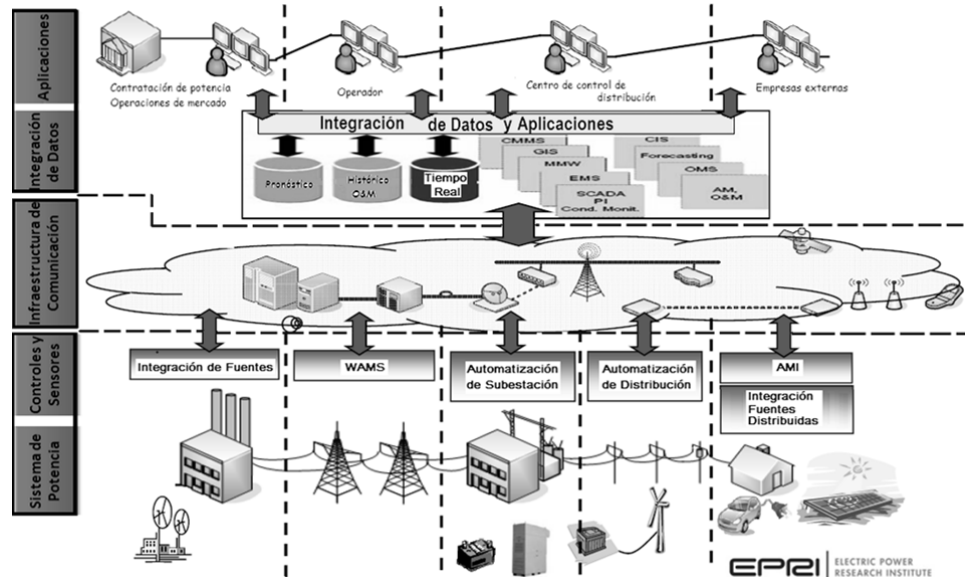 Aplicaciones
Contratación de potencia
Operaciones de mercado
Operador
Centro de control de
distribución
Empresas externas
Integración
de Datos
Integración de Datos y Aplicaciones
Pronóstico
Histórico
O&M
Tiempo
Real
CMMS
GIS
MMW
EMS
SCADA
PI
Cond. Monit.
CIS
Forecasting
OMS
AM,
O&M
Infraestructura de
Comunicación
Controles y
Sensores
Integración de Fuentes
WAMS
Automatización
de Subestación
Automatización
de Distribución
AMI
Integración
Fuentes
Distribuidas
Sistema de
Potencia
EPRI
ELECTRIC POWER
RESEARCH INSTITUTE